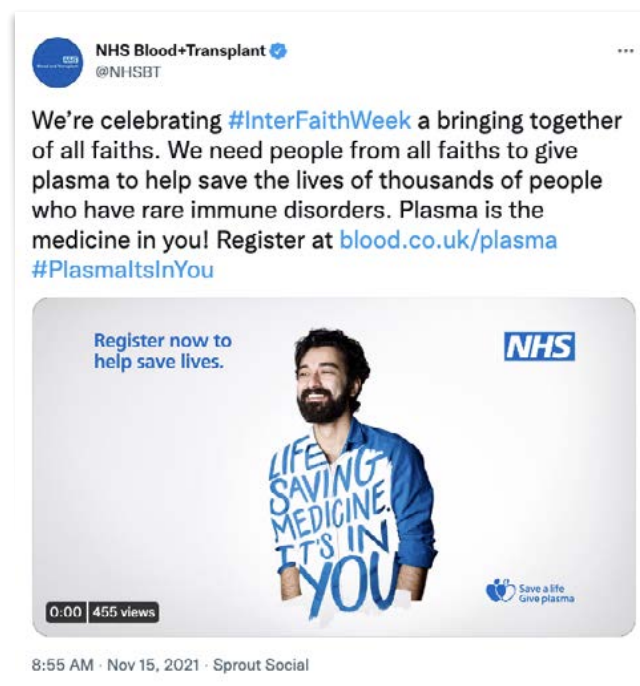 NHS Blood+Transplant
@NHSBT
We're celebrating #InterFaithWeek a bringing together
of all faiths. We need people from all faiths to give
plasma to help save the lives of thousands of people
who have rare immune disorders. Plasma is the
medicine in you! Register at blood.co.uk/plasma
#PlasmaItsInYou
Register now to
help save lives.
NHS
LIFE
SAVING
MEDICINE.
IT'S IN
YOU
Save a life
Give plasma
0:00 455 views
8:55 AM · Nov 15, 2021 · Sprout Social